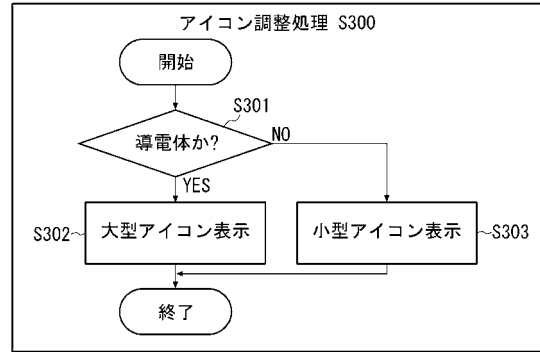 アイコン調整処理 S300
開始
S301
導電体か?
NO
YES
S302
大型アイコン表示
小型アイコン表示
S303
終了